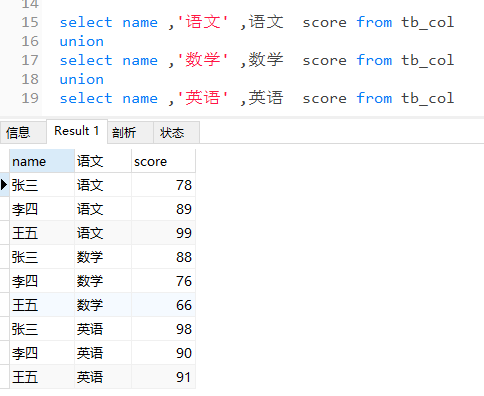 14
15 select name ,'语文' ,语文 score from tb_col
16 union
17 select name ,'数学' ,数学 score from tb_col
18 union
19 select name ,'英语' ,英语 score from tb_col
信息 Result 1 剖析 状态
name 语文 score
张三 语文 78
李四 语文 89
王五 语文 99
张三 数学 88
李四 数学 76
王五 数学 66
张三 英语 98
李四 英语 90
王五 英语 91